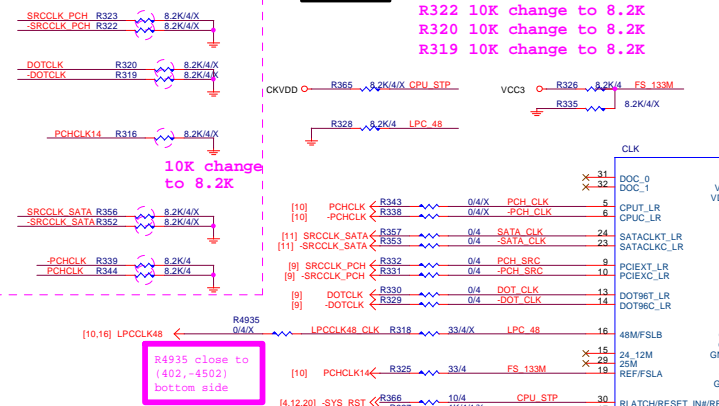 R322 10K change to 8.2K
R320 10K change to 8.2K
R319 10K change to 8.2K
SRCCLK_PCH R323 8.2K/4/X
-SRCCLK_PCH R322 8.2K/4/X
DOTCLK R320 8.2K/4/X
-DOTCLK R319 8.2K/4/X
CKVDD R365 8.2K/4/X CPU_STP
VCC3 R326 8.2K/4 FS_133M
R335 8.2K/4/X
R328 8.2K/4 LPC_48
PCHCLK14 R316 8.2K/4/X
10K change
to 8.2K
CLK
31 DOC_0
32 DOC_1
[10] PCHCLK R343 0/4/X PCH_CLK 5 CPUT_LR
[10] -PCHCLK R338 0/4/X -PCH_CLK 6 CPUC_LR
SRCCLK_SATA R356 8.2K/4/X
-SRCCLK_SATA R352 8.2K/4/X
[11] SRCCLK_SATA R357 0/4 SATA_CLK 24 SATACLKT_LR
[11] -SRCCLK_SATA R353 0/4 -SATA_CLK 23 SATACLKC_LR
-PCHCLK R339 8.2K/4
PCHCLK R344 8.2K/4
[9] SRCCLK_PCH R332 0/4 PCH_SRC 9 PCIEXT_LR
[9] -SRCCLK_PCH R331 0/4 -PCH_SRC 10 PCIEXC_LR
[9] DOTCLK R330 0/4 DOT_CLK 13 DOT96T_LR
[9] -DOTCLK R329 0/4 -DOT_CLK 14 DOT96C_LR
R4935
[10,16] LPCCLK48 0/4/X LPCCLK48_CLK R318 33/4/X LPC_48 16 48M/FSLB
R4935 close to
(402,-4502)
bottom side
15 24_12M
29 25M
[10] PCHCLK14 R325 33/4 FS_133M 19 REF/FSLA
[4,12,20] -SYS_RST R366 10/4 CPU_STP 30